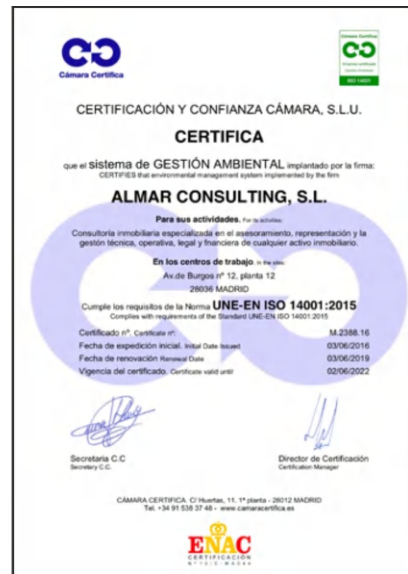 Cámara Certifica
Cámara Certifica
ISO 14001
CERTIFICACIÓN Y CONFIANZA CÁMARA, S.L.U.
CERTIFICA
que el sistema de GESTIÓN AMBIENTAL implantado por la firma:
CERTIFIES that environmental management system implemented by the firm
ALMAR CONSULTING, S.L.
Para sus actividades. For its activities:
Consultoría inmobiliaria especializada en el asesoramiento, representación y la
gestión técnica, operativa, legal y financiera de cualquier activo inmobiliario.
En los centros de trabajo. In the sites:
Av.de Burgos nº 12, planta 12
28036 MADRID
Cumple los requisitos de la Norma UNE-EN ISO 14001:2015
Complies with requirements of the Standard UNE-EN ISO 14001:2015
Certificado nº. Certificate nº: M.2388.16
Fecha de expedición inicial. Initial Date Issued 03/06/2016
Fecha de renovación Renewal Date 03/06/2019
Vigencia del certificado. Certificate valid until 02/06/2022
Secretaria C.C
Secretary C.C.
Director de Certificación
Certification Manager
CÁMARA CERTIFICA. C/ Huertas, 11, 1ª planta - 28012 MADRID
Tel. +34 91 538 37 46 - www.camaracertifica.es
ENAC
CERTIFICACIÓN